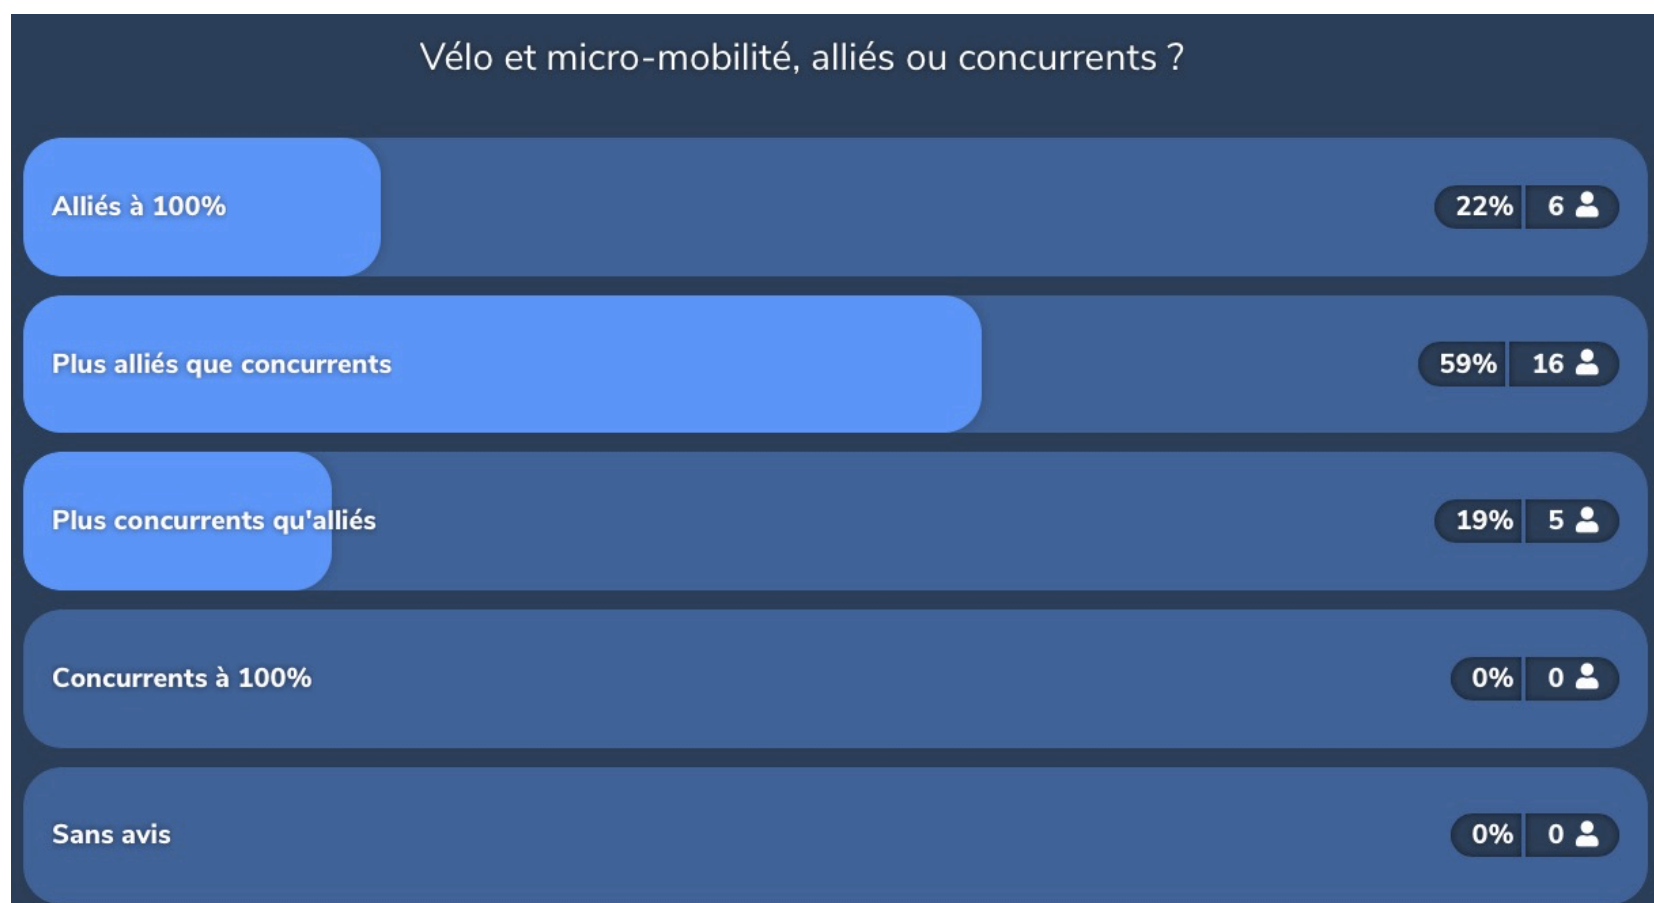 Vélo et micro-mobilité, alliés ou concurrents ?
Alliés à 100% 22% 6
Plus alliés que concurrents 59% 16
Plus concurrents qu'alliés 19% 5
Concurrents à 100% 0% 0
Sans avis 0% 0